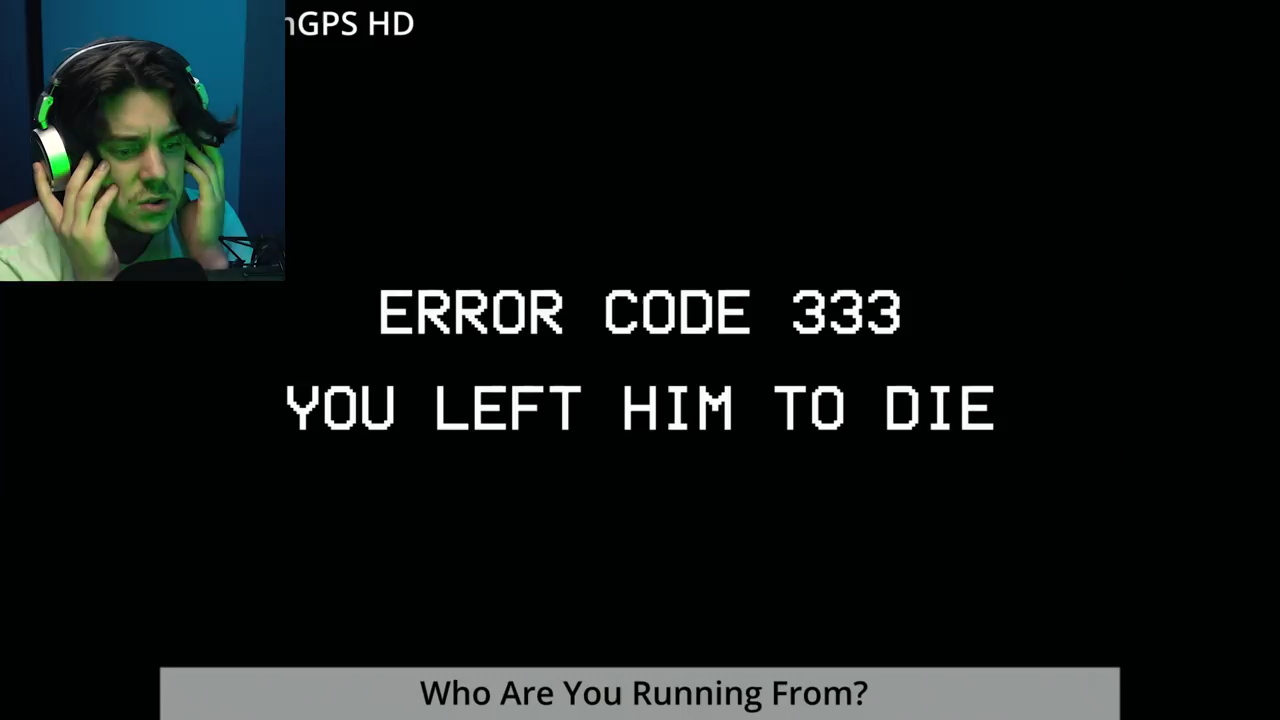 nGPS HD
ERROR CODE 333
YOU LEFT HIM TO DIE
Who Are You Running From?